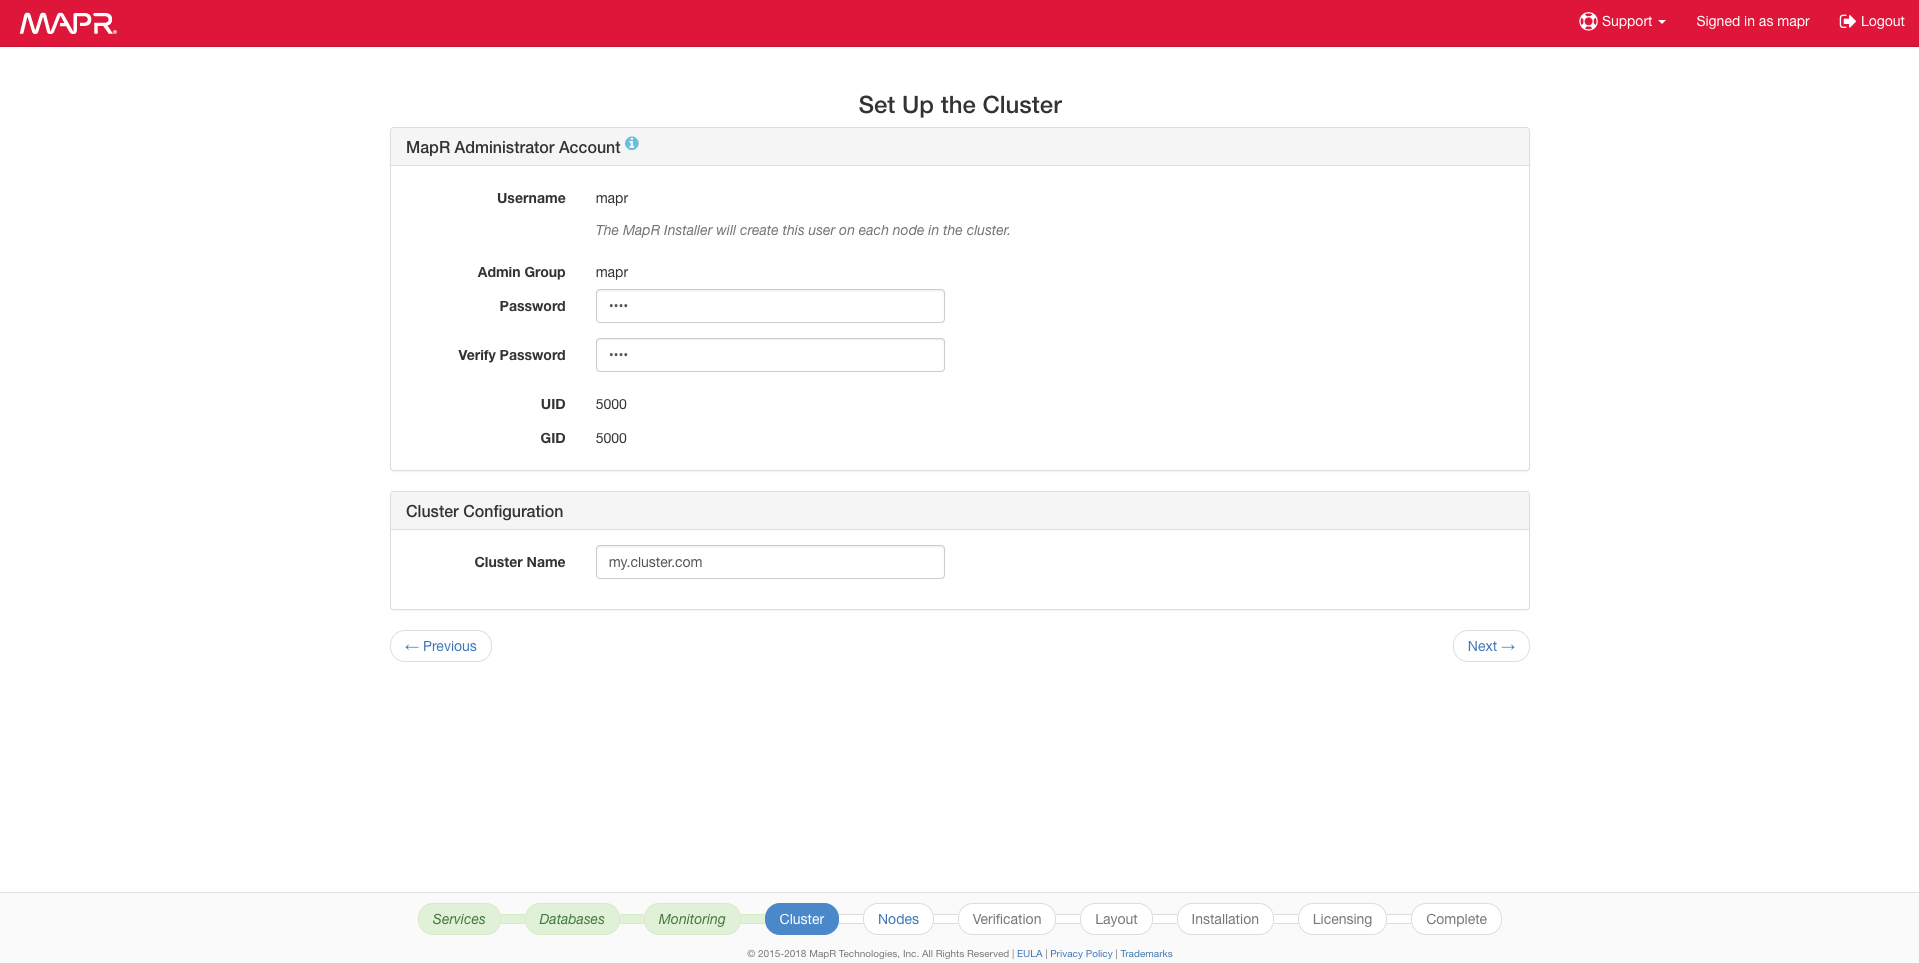 MAPR Support Signed in as mapr Logout
Set Up the Cluster
MapR Administrator Account
Username mapr
The MapR Installer will create this user on each node in the cluster.
Admin Group mapr
Password ••••
Verify Password ••••
UID 5000
GID 5000
Cluster Configuration
Cluster Name my.cluster.com
← Previous Next →
Services Databases Monitoring Cluster Nodes Verification Layout Installation Licensing Complete
© 2015-2018 MapR Technologies, Inc. All Rights Reserved | EULA | Privacy Policy | Trademarks